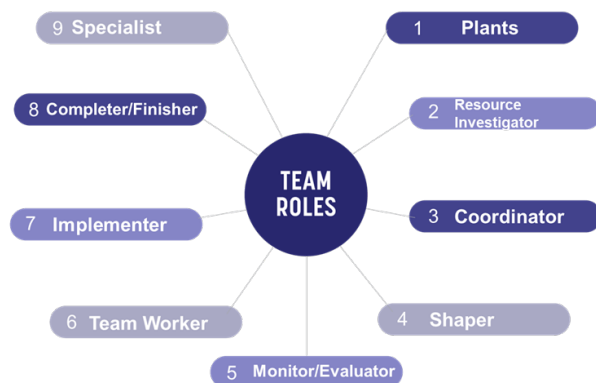 TEAM
ROLES
1 Plants
2 Resource
Investigator
3 Coordinator
4 Shaper
5 Monitor/Evaluator
6 Team Worker
7 Implementer
8 Completer/Finisher
9 Specialist